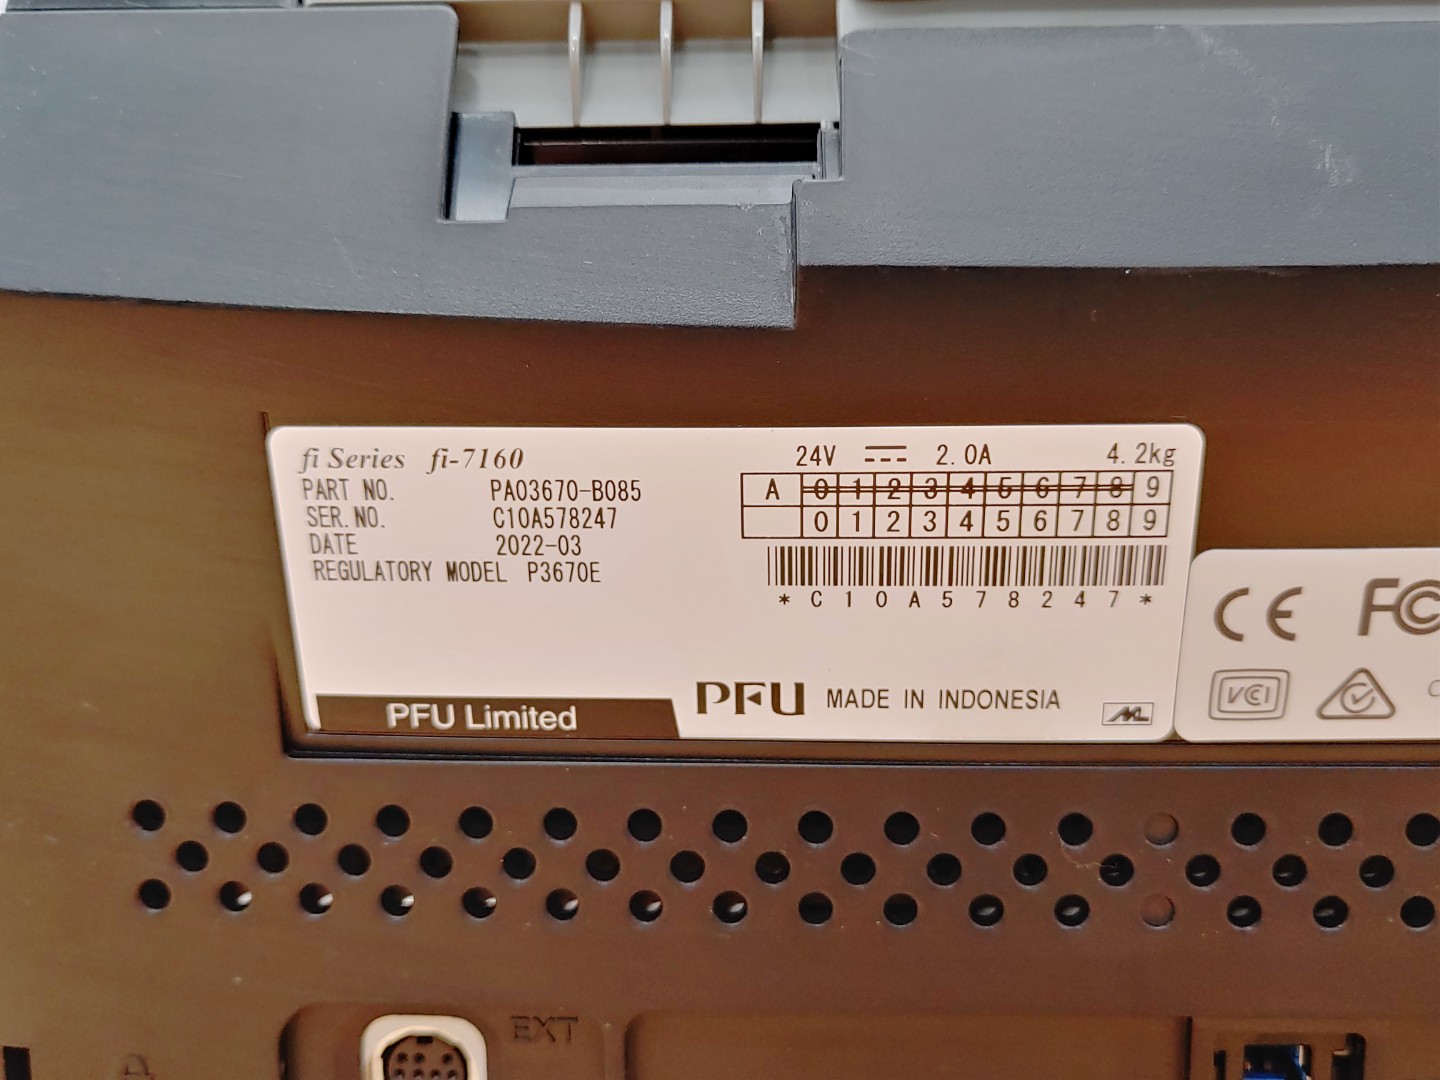 fi Series fi-7160
PART NO. PA03670-B085
SER.NO. C10A578247
DATE 2022-03
REGULATORY MODEL P3670E
24V 2.0A 4.2kg
A 0 1 2 3 4 5 6 7 8 9
0 1 2 3 4 5 6 7 8 9
*C10A578247*
PFU Limited
PFU MADE IN INDONESIA
CE FC
VCI
EXT